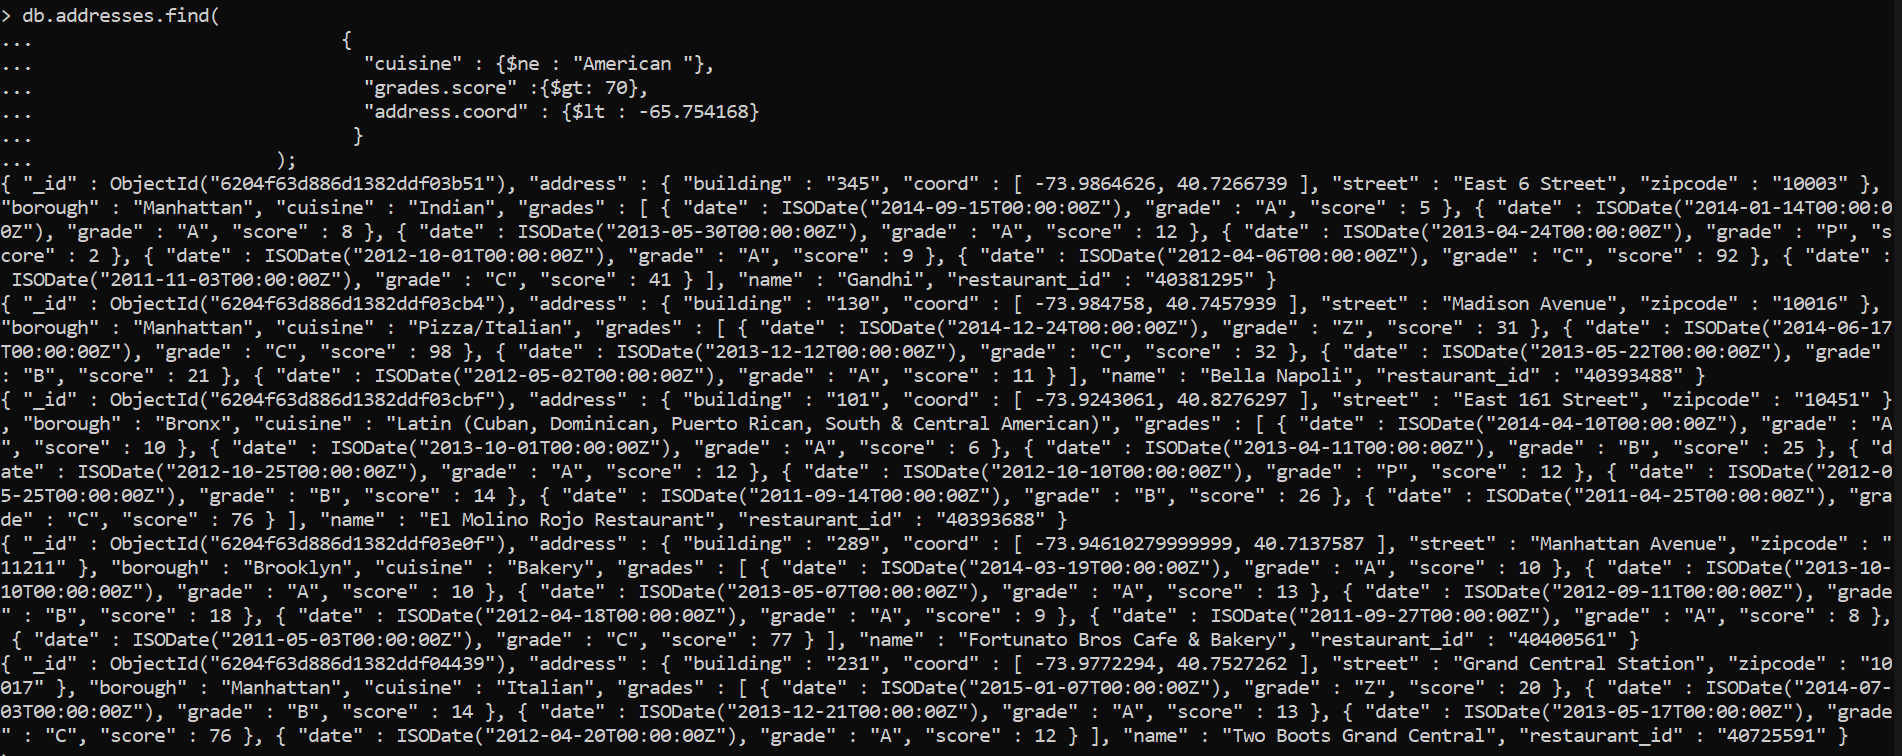 > db.addresses.find(
... {
... "cuisine" : {$ne : "American "},
... "grades.score" :{$gt: 70},
... "address.coord" : {$lt : -65.754168}
... }
... );
{ "_id" : ObjectId("6204f63d886d1382ddf03b51"), "address" : { "building" : "345", "coord" : [ -73.9864626, 40.7266739 ], "street" : "East 6 Street", "zipcode" : "10003" },
"borough" : "Manhattan", "cuisine" : "Indian", "grades" : [ { "date" : ISODate("2014-09-15T00:00:00Z"), "grade" : "A", "score" : 5 }, { "date" : ISODate("2014-01-14T00:00:0
0Z"), "grade" : "A", "score" : 8 }, { "date" : ISODate("2013-05-30T00:00:00Z"), "grade" : "A", "score" : 12 }, { "date" : ISODate("2013-04-24T00:00:00Z"), "grade" : "P", "s
core" : 2 }, { "date" : ISODate("2012-10-01T00:00:00Z"), "grade" : "A", "score" : 9 }, { "date" : ISODate("2012-04-06T00:00:00Z"), "grade" : "C", "score" : 92 }, { "date" :
ISODate("2011-11-03T00:00:00Z"), "grade" : "C", "score" : 41 } ], "name" : "Gandhi", "restaurant_id" : "40381295" }
{ "_id" : ObjectId("6204f63d886d1382ddf03cb4"), "address" : { "building" : "130", "coord" : [ -73.984758, 40.7457939 ], "street" : "Madison Avenue", "zipcode" : "10016" },
"borough" : "Manhattan", "cuisine" : "Pizza/Italian", "grades" : [ { "date" : ISODate("2014-12-24T00:00:00Z"), "grade" : "Z", "score" : 31 }, { "date" : ISODate("2014-06-17
T00:00:00Z"), "grade" : "C", "score" : 98 }, { "date" : ISODate("2013-12-12T00:00:00Z"), "grade" : "C", "score" : 32 }, { "date" : ISODate("2013-05-22T00:00:00Z"), "grade"
: "B", "score" : 21 }, { "date" : ISODate("2012-05-02T00:00:00Z"), "grade" : "A", "score" : 11 } ], "name" : "Bella Napoli", "restaurant_id" : "40393488" }
{ "_id" : ObjectId("6204f63d886d1382ddf03cbf"), "address" : { "building" : "101", "coord" : [ -73.9243061, 40.8276297 ], "street" : "East 161 Street", "zipcode" : "10451" }
, "borough" : "Bronx", "cuisine" : "Latin (Cuban, Dominican, Puerto Rican, South & Central American)", "grades" : [ { "date" : ISODate("2014-04-10T00:00:00Z"), "grade" : "A
", "score" : 10 }, { "date" : ISODate("2013-10-01T00:00:00Z"), "grade" : "A", "score" : 6 }, { "date" : ISODate("2013-04-11T00:00:00Z"), "grade" : "B", "score" : 25 }, { "d
ate" : ISODate("2012-10-25T00:00:00Z"), "grade" : "A", "score" : 12 }, { "date" : ISODate("2012-10-10T00:00:00Z"), "grade" : "P", "score" : 12 }, { "date" : ISODate("2012-0
5-25T00:00:00Z"), "grade" : "B", "score" : 14 }, { "date" : ISODate("2011-09-14T00:00:00Z"), "grade" : "B", "score" : 26 }, { "date" : ISODate("2011-04-25T00:00:00Z"), "gra
de" : "C", "score" : 76 } ], "name" : "El Molino Rojo Restaurant", "restaurant_id" : "40393688" }
{ "_id" : ObjectId("6204f63d886d1382ddf03e0f"), "address" : { "building" : "289", "coord" : [ -73.94610279999999, 40.7137587 ], "street" : "Manhattan Avenue", "zipcode" : "
11211" }, "borough" : "Brooklyn", "cuisine" : "Bakery", "grades" : [ { "date" : ISODate("2014-03-19T00:00:00Z"), "grade" : "A", "score" : 10 }, { "date" : ISODate("2013-10-
10T00:00:00Z"), "grade" : "A", "score" : 10 }, { "date" : ISODate("2013-05-07T00:00:00Z"), "grade" : "A", "score" : 13 }, { "date" : ISODate("2012-09-11T00:00:00Z"), "grade
" : "B", "score" : 18 }, { "date" : ISODate("2012-04-18T00:00:00Z"), "grade" : "A", "score" : 9 }, { "date" : ISODate("2011-09-27T00:00:00Z"), "grade" : "A", "score" : 8 },
{ "date" : ISODate("2011-05-03T00:00:00Z"), "grade" : "C", "score" : 77 } ], "name" : "Fortunato Bros Cafe & Bakery", "restaurant_id" : "40400561" }
{ "_id" : ObjectId("6204f63d886d1382ddf04439"), "address" : { "building" : "231", "coord" : [ -73.9772294, 40.7527262 ], "street" : "Grand Central Station", "zipcode" : "10
017" }, "borough" : "Manhattan", "cuisine" : "Italian", "grades" : [ { "date" : ISODate("2015-01-07T00:00:00Z"), "grade" : "Z", "score" : 20 }, { "date" : ISODate("2014-07-
03T00:00:00Z"), "grade" : "B", "score" : 14 }, { "date" : ISODate("2013-12-21T00:00:00Z"), "grade" : "A", "score" : 13 }, { "date" : ISODate("2013-05-17T00:00:00Z"), "grade
" : "C", "score" : 76 }, { "date" : ISODate("2012-04-20T00:00:00Z"), "grade" : "A", "score" : 12 } ], "name" : "Two Boots Grand Central", "restaurant_id" : "40725591" }